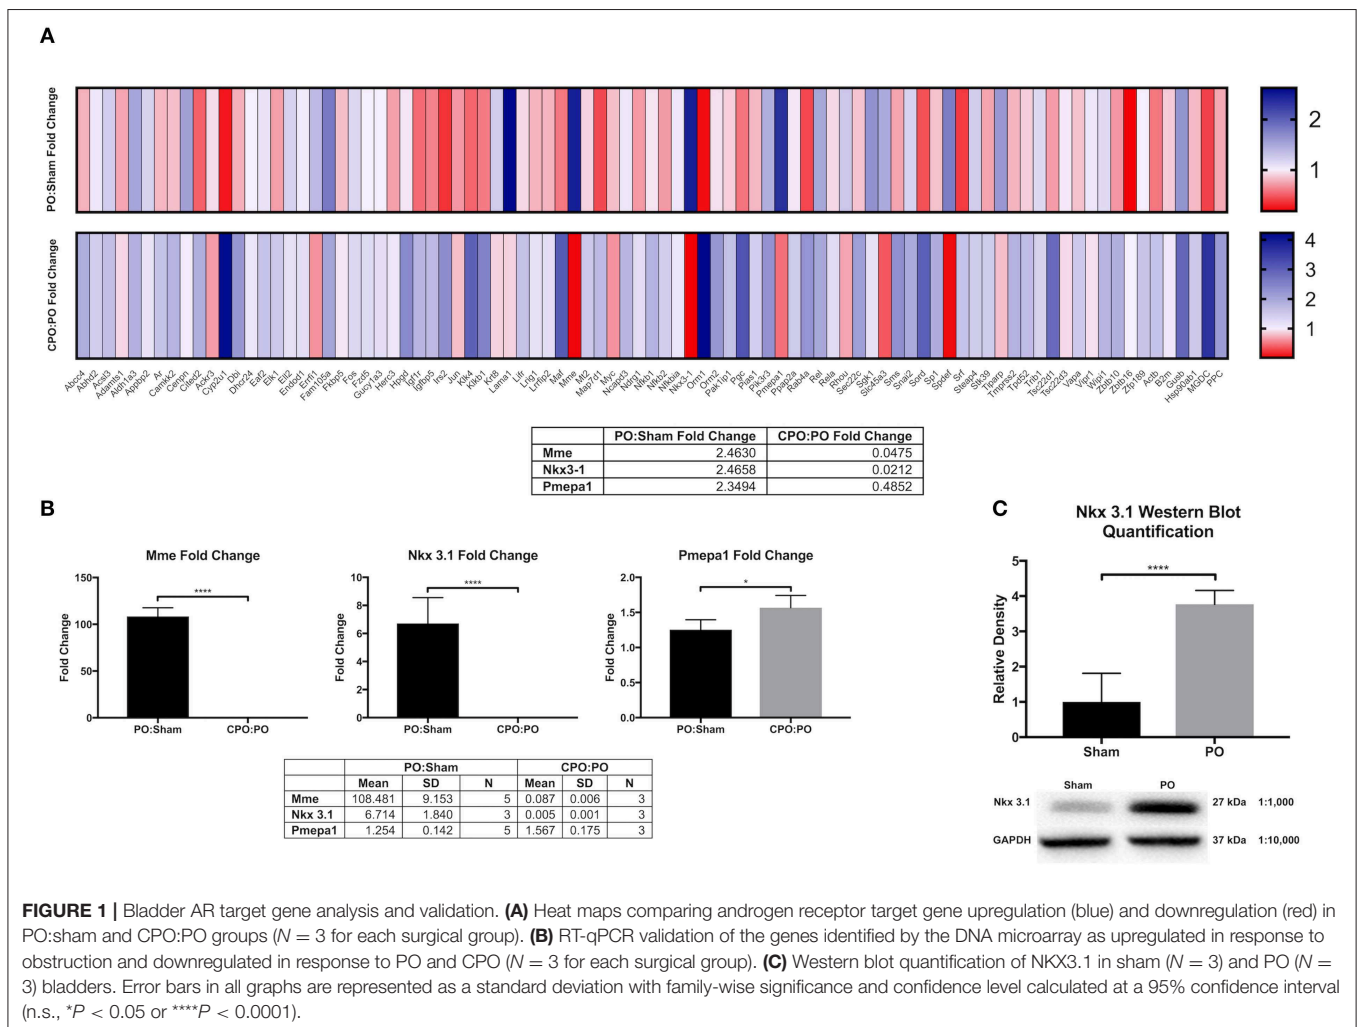 A
PO:Sham Fold Change
2
1
CPO:PO Fold Change
4
3
2
1
Abcc4 Abhd2 Acsl3 Adamts1 Aldh1a3 Appbp2 Ar Camkk2 Cenpn Cited2 Ackr3 Cyp2u1 Dbi Dhcr24 Eaf2 Elk1 Ell2 Endod1 Errfi1 Fam105a Fkbp5 Fos Fzd5 Gucy1a3 Herc3 Hpgd Igf1r Igfbp5 Irs2 Jun Klk4 Klkb1 Krt8 Lama1 Lifr Lrig1 Lrrfip2 Maf Mme Mt2 Map7d1 Myc Ncapd3 Ndrg1 Nfkb1 Nfkb2 Nfkbia Nkx3-1 Orm1 Orm2 Pak1ip1 Pgc Pias1 Pik3r3 Pmepa1 Ppap2a Rab4a Rel Rela Rhou Sec22c Sgk1 Slc45a3 Sms Snai2 Sord Sp1 Spdef Srf Steap4 Stk39 Tiparp Tmprss2 Tpd52 Trib1 Tsc22d1 Tsc22d3 Vapa Vipr1 Wipi1 Zbtb10 Zbtb16 Zfp189 Actb B2m Gusb Hsp90ab1 MGDC PPC
PO:Sham Fold Change CPO:PO Fold Change
Mme 2.4630 0.0475
Nkx3-1 2.4658 0.0212
Pmepa1 2.3494 0.4852
B
Mme Fold Change
Fold Change
150
100
50
0
****
PO:Sham CPO:PO
Nkx 3.1 Fold Change
Fold Change
10
8
6
4
2
0
****
PO:Sham CPO:PO
Pmepa1 Fold Change
Fold Change
2.0
1.5
1.0
0.5
0.0
*
PO:Sham CPO:PO
PO:Sham CPO:PO
Mean SD N Mean SD N
Mme 108.481 9.153 5 0.087 0.006 3
Nkx 3.1 6.714 1.840 3 0.005 0.001 3
Pmepa1 1.254 0.142 5 1.567 0.175 3
C
Nkx 3.1 Western Blot
Quantification
Relative Density
5
4
3
2
1
0
****
Sham PO
Sham PO
Nkx 3.1 27 kDa 1:1,000
GAPDH 37 kDa 1:10,000
FIGURE 1 | Bladder AR target gene analysis and validation. (A) Heat maps comparing androgen receptor target gene upregulation (blue) and downregulation (red) in
PO:sham and CPO:PO groups (N = 3 for each surgical group). (B) RT-qPCR validation of the genes identified by the DNA microarray as upregulated in response to
obstruction and downregulated in response to PO and CPO (N = 3 for each surgical group). (C) Western blot quantification of NKX3.1 in sham (N = 3) and PO (N =
3) bladders. Error bars in all graphs are represented as a standard deviation with family-wise significance and confidence level calculated at a 95% confidence interval
(n.s., *P < 0.05 or ****P < 0.0001).